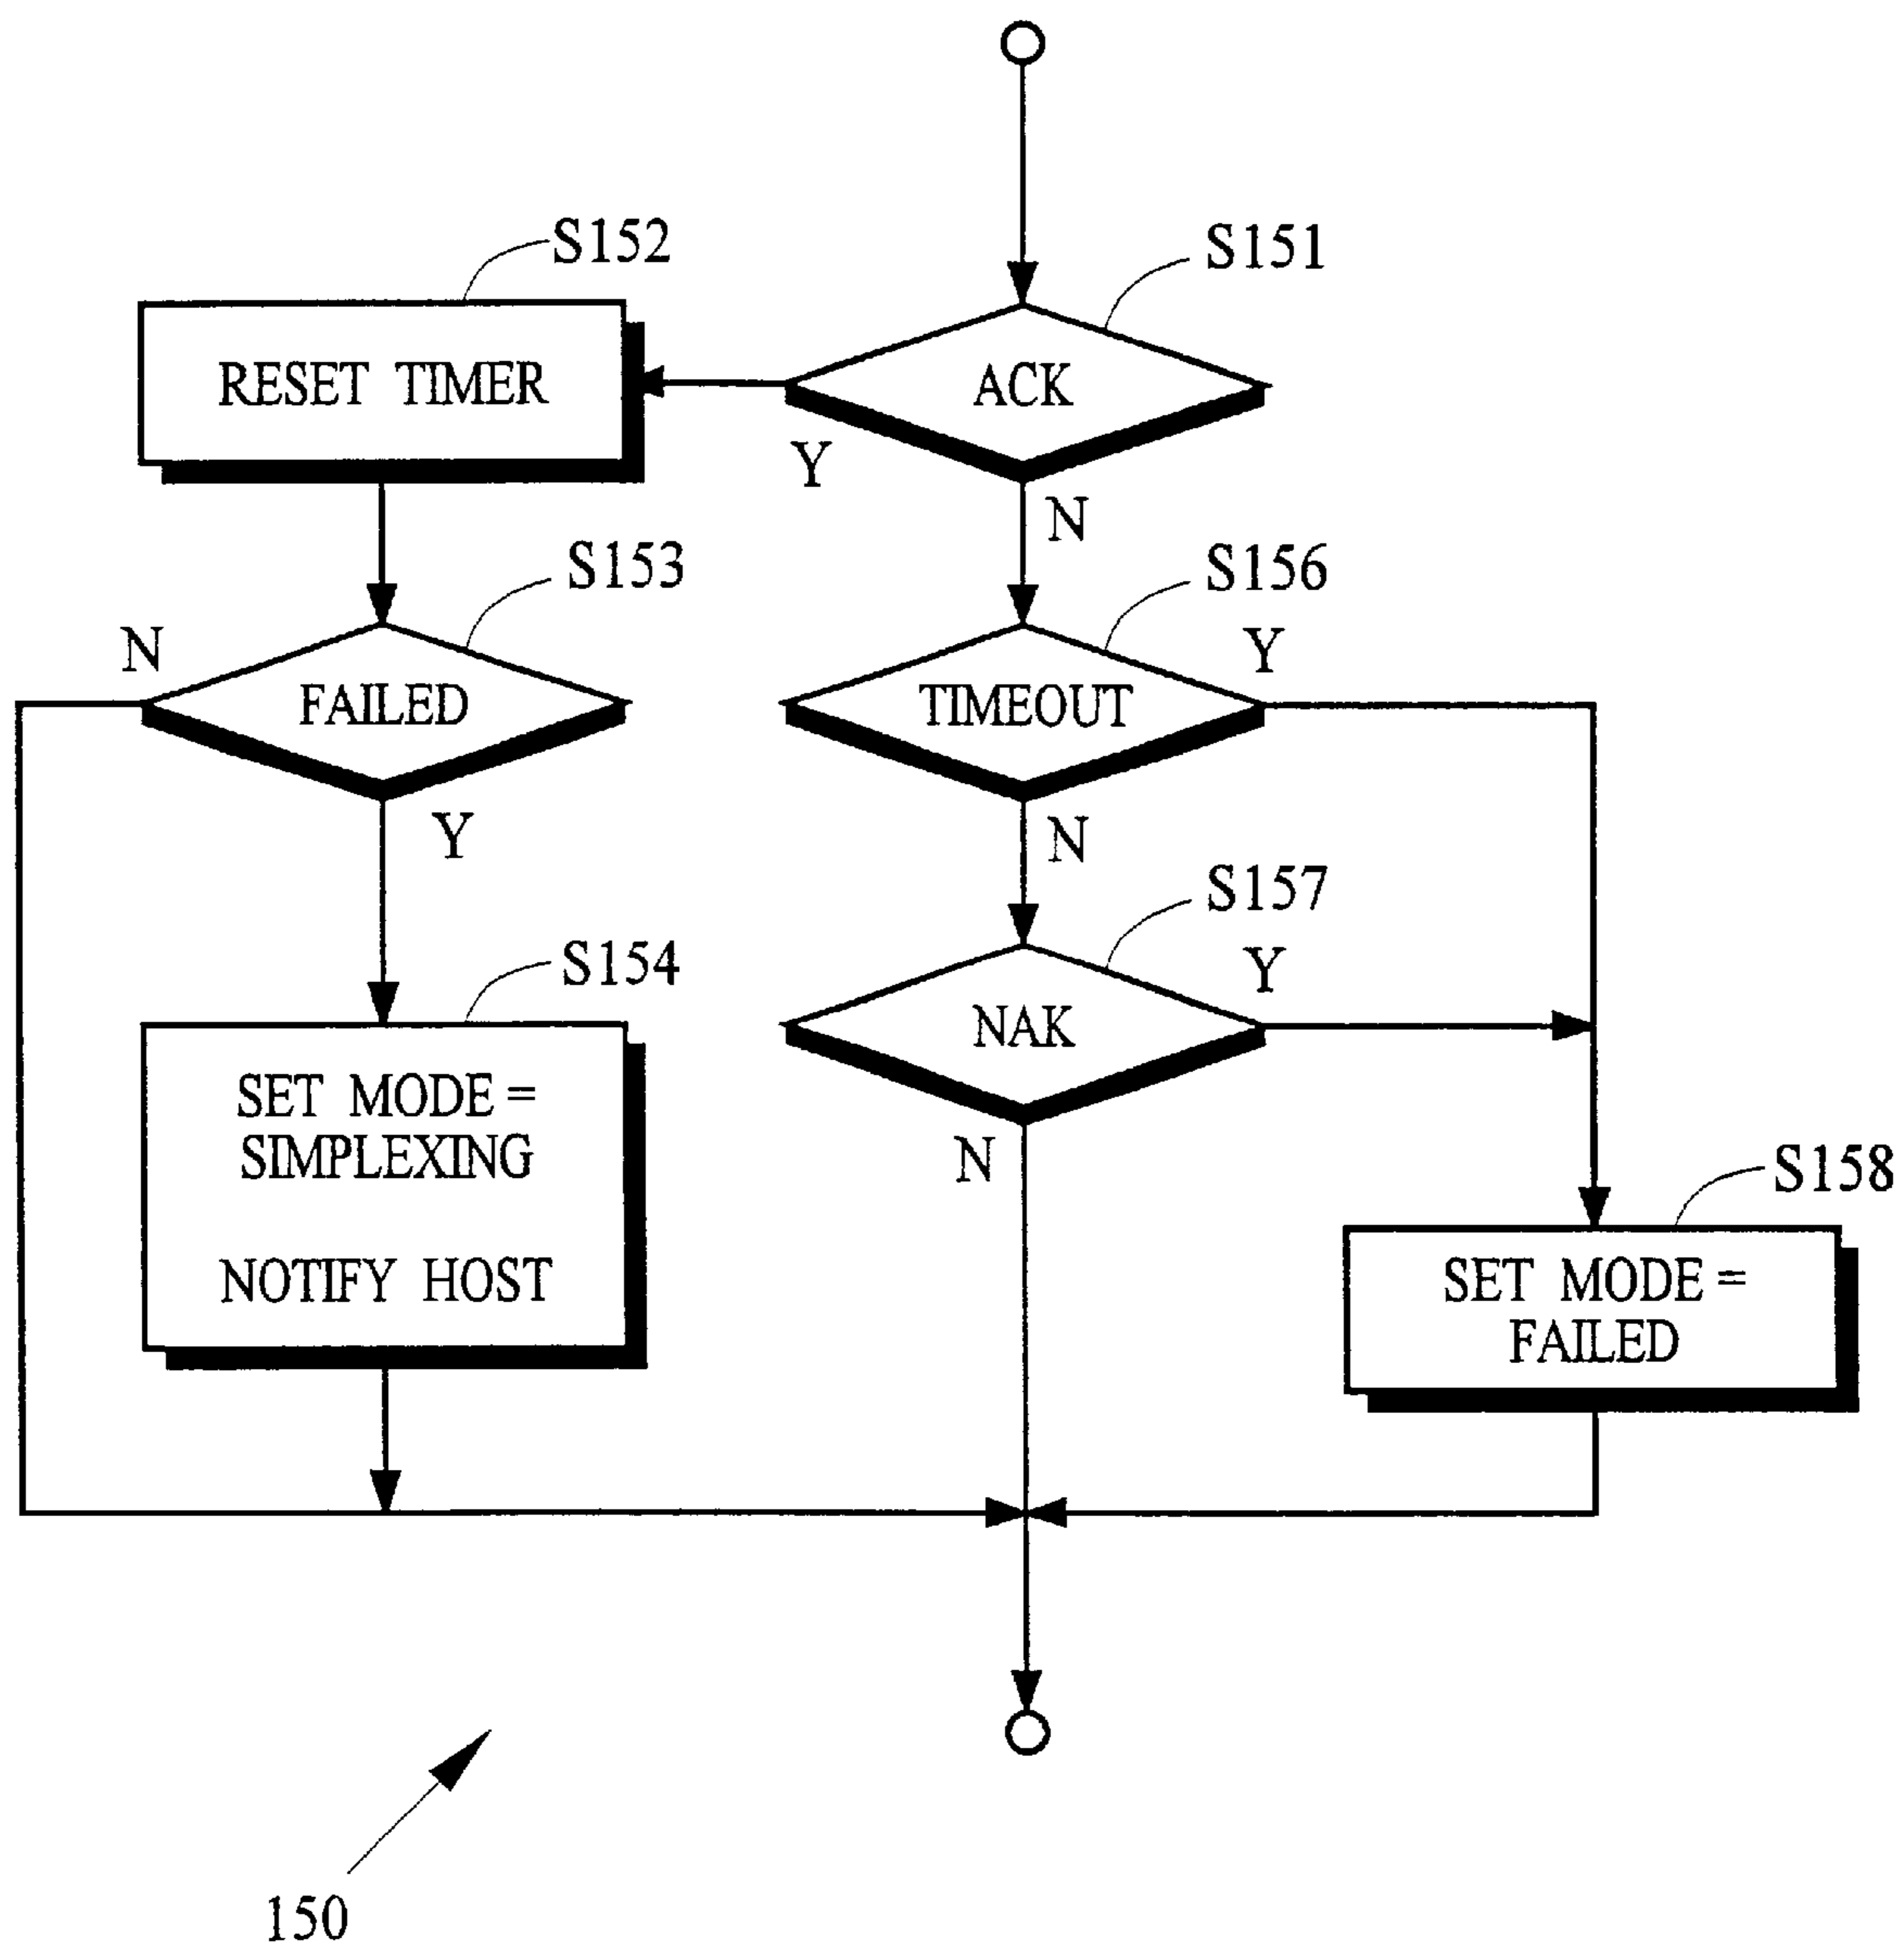 S152
S151
RESET TIMER
ACK
Y
N
S153
S156
N
Y
FAILED
TIMEOUT
Y
N
S157
Y
S154
NAK
SET MODE =
SIMPLEXING
NOTIFY HOST
N
S158
SET MODE =
FAILED
150